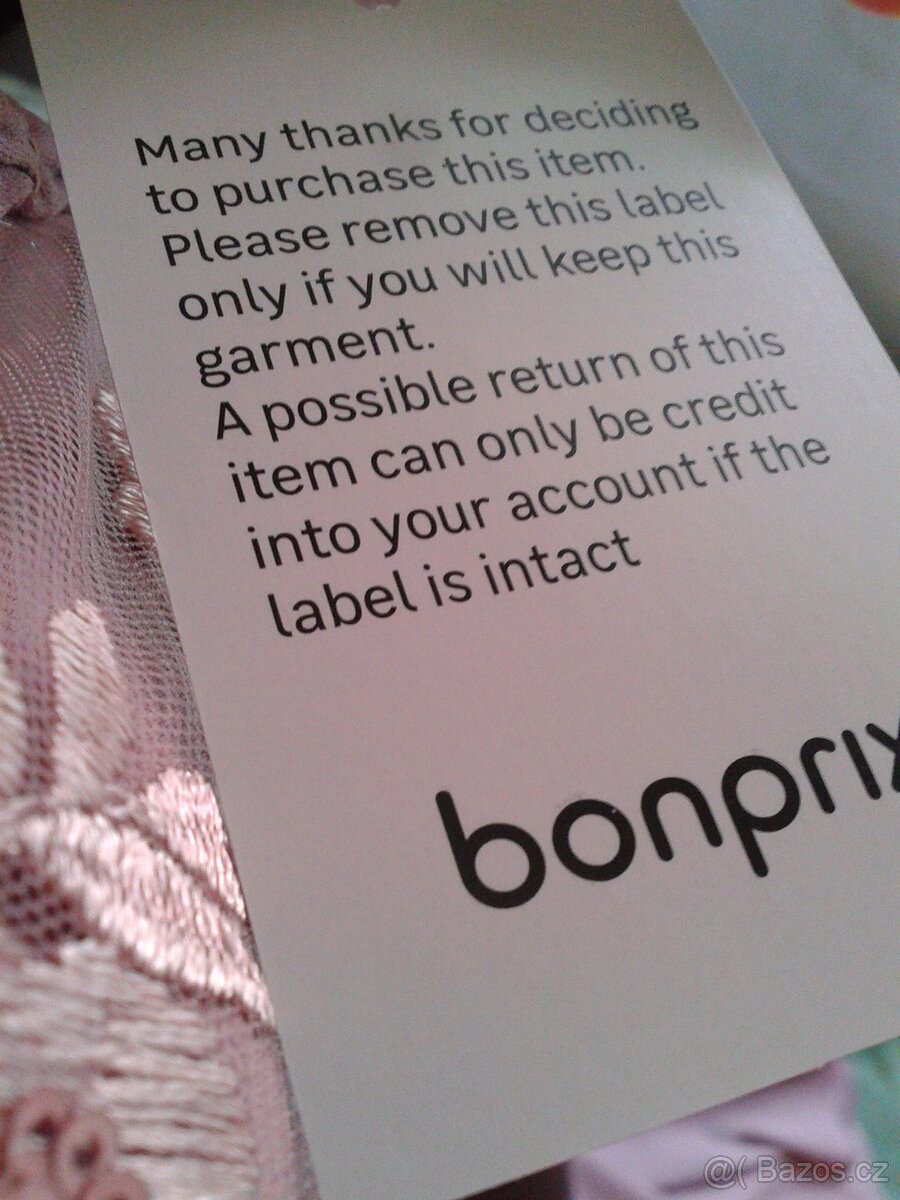 Many thanks for deciding
to purchase this item.
Please remove this label
only if you will keep this
garment.
A possible return of this
item can only be credit
into your account if the
label is intact
bonprix
@( Bazos.cz